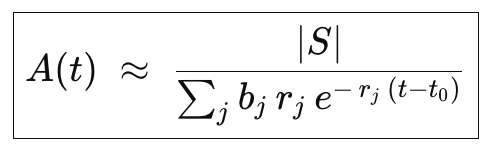 A(t) ≈ |S| / ∑_j b_j r_j e^{− r_j (t−t_0)}